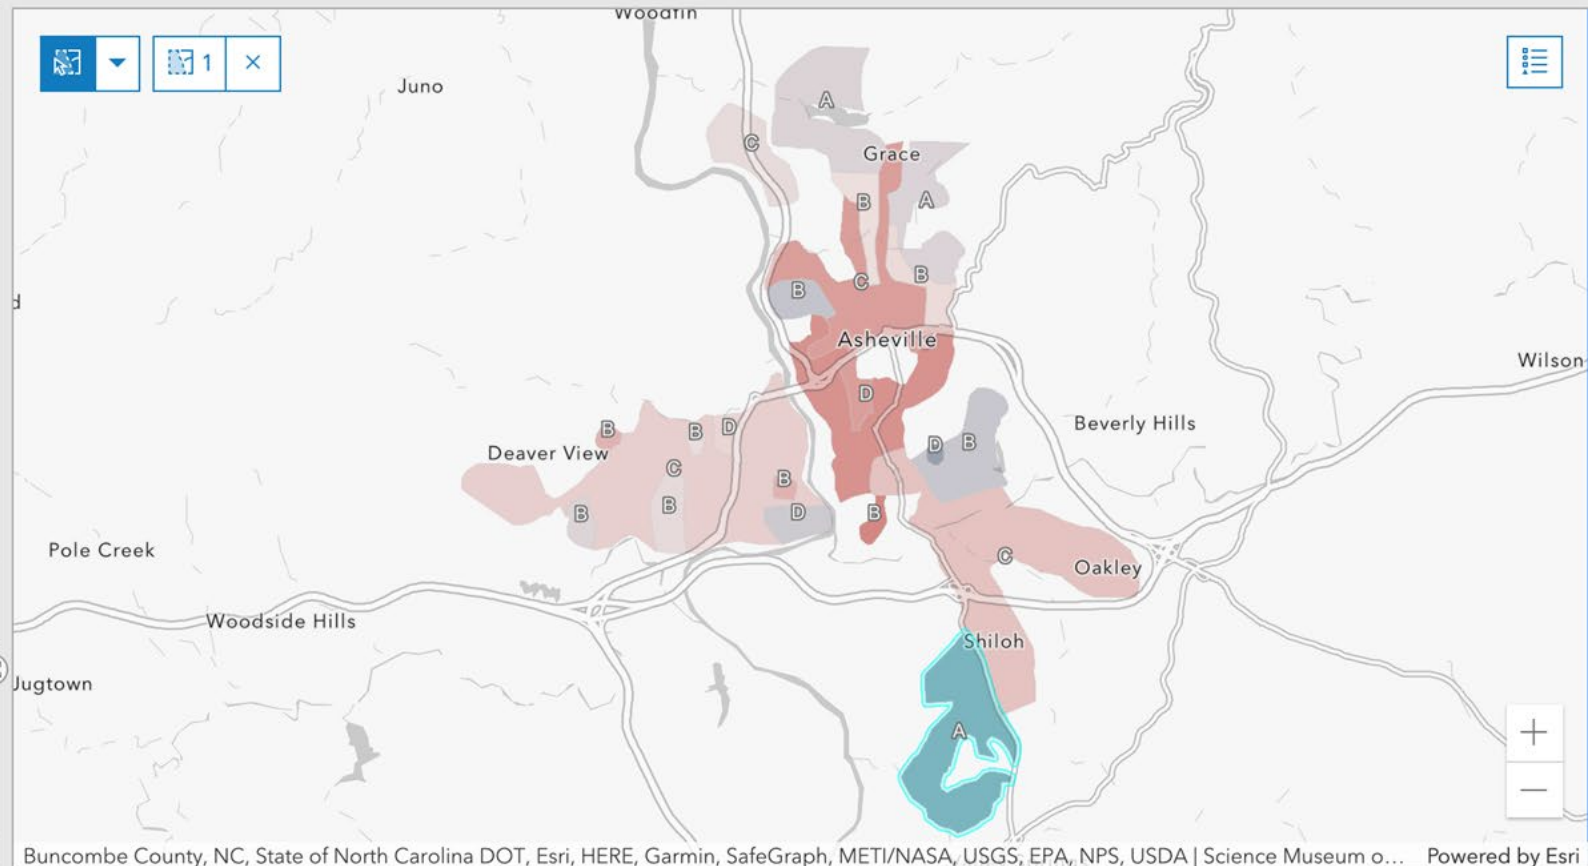 Woodfin
1
Juno
A
C
Grace
B
A
B
C
B
Asheville
Wilson
D
Beverly Hills
B
B
D
D
B
Deaver View
C
B
B
B
D
B
C
Pole Creek
Oakley
Woodside Hills
Shiloh
Jugtown
A
Buncombe County, NC, State of North Carolina DOT, Esri, HERE, Garmin, SafeGraph, METI/NASA, USGS, EPA, NPS, USDA | Science Museum o... Powered by Esri